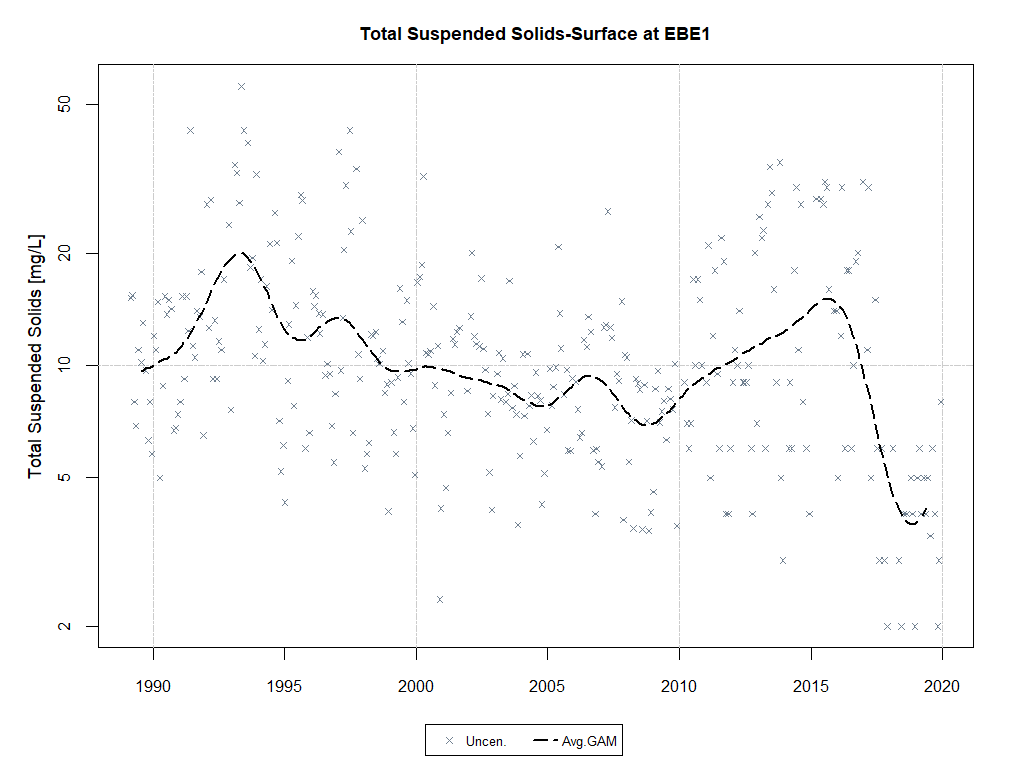 Total Suspended Solids-Surface at EBE1
Total Suspended Solids [mg/L]
50
20
10
5
2
1990 1995 2000 2005 2010 2015 2020
Uncen. Avg.GAM